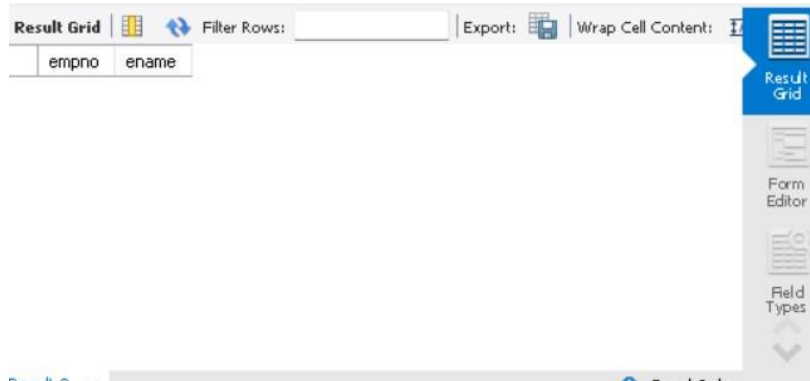 Result Grid Filter Rows: Export: Wrap Cell Content:
empno ename
Result
Grid
Form
Editor
Field
Types